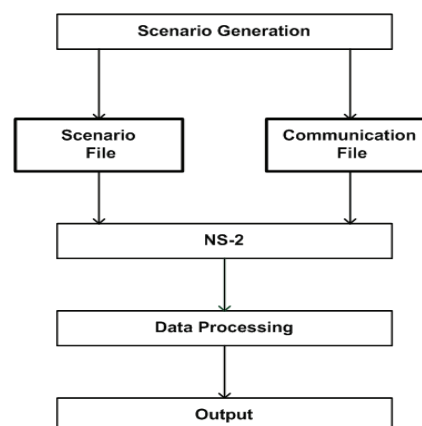 Scenario Generation
Scenario
File
Communication
File
NS-2
Data Processing
Output